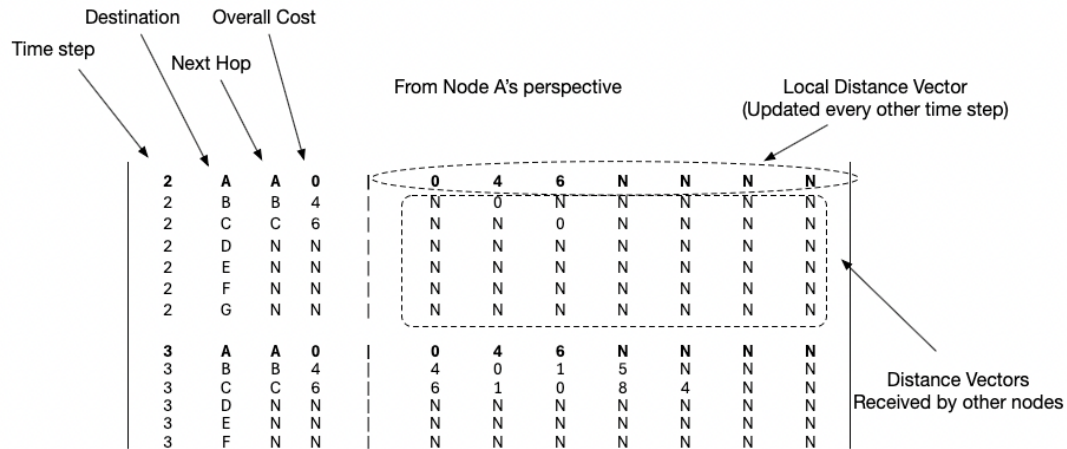 Destination Overall Cost
Time step
Next Hop
From Node A's perspective
Local Distance Vector
(Updated every other time step)
2 A A 0 | 0 4 6 N N N N
2 B B 4 | N 0 N N N N N
2 C C 6 | N N 0 N N N N
2 D N N | N N N N N N N
2 E N N | N N N N N N N
2 F N N | N N N N N N N
2 G N N | N N N N N N N
3 A A 0 | 0 4 6 N N N N
3 B B 4 | 4 0 1 5 N N N
3 C C 6 | 6 1 0 8 4 N N
3 D N N | N N N N N N N
3 E N N | N N N N N N N
3 F N N | N N N N N N N
Distance Vectors
Received by other nodes